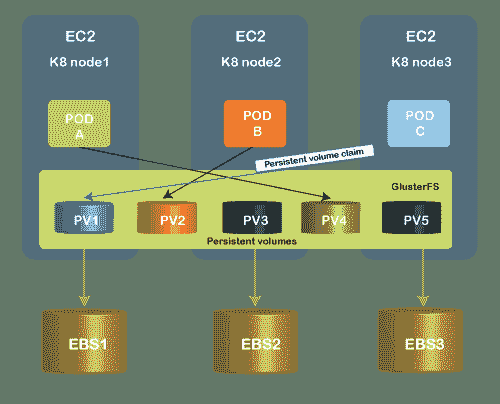 EC2
K8 node1
EC2
K8 node2
EC2
K8 node3
POD
A
POD
B
POD
C
Persistent volume claim
GlusterFS
PV1
PV2
PV3
PV4
PV5
Persistent volumes
EBS1
EBS2
EBS3